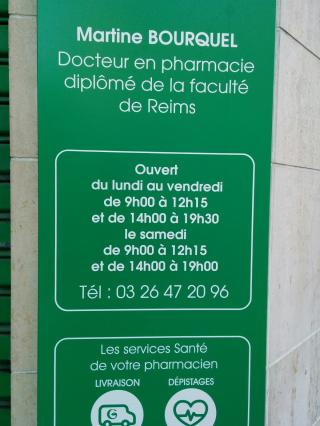 Martine BOURQUEL
Docteur en pharmacie
diplômé de la faculté
de Reims
Ouvert
du lundi au vendredi
de 9h00 à 12h15
et de 14h00 à 19h30
le samedi
de 9h00 à 12h15
et de 14h00 à 19h00
Tél : 03 26 47 20 96
Les services Santé
de votre pharmacien
LIVRAISON DÉPISTAGES
G